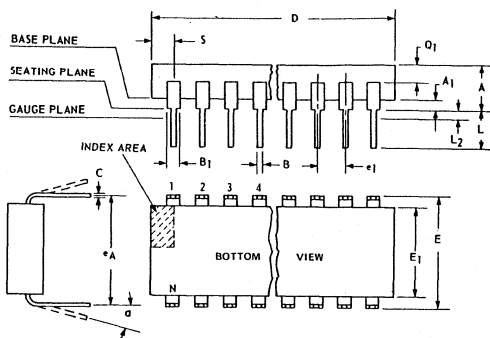 D
S
Q1
BASE PLANE
SEATING PLANE
A1
A
GAUGE PLANE
L
L2
INDEX AREA
B1
B
e1
C
1 2 3 4
eA
E1
E
BOTTOM VIEW
N
α